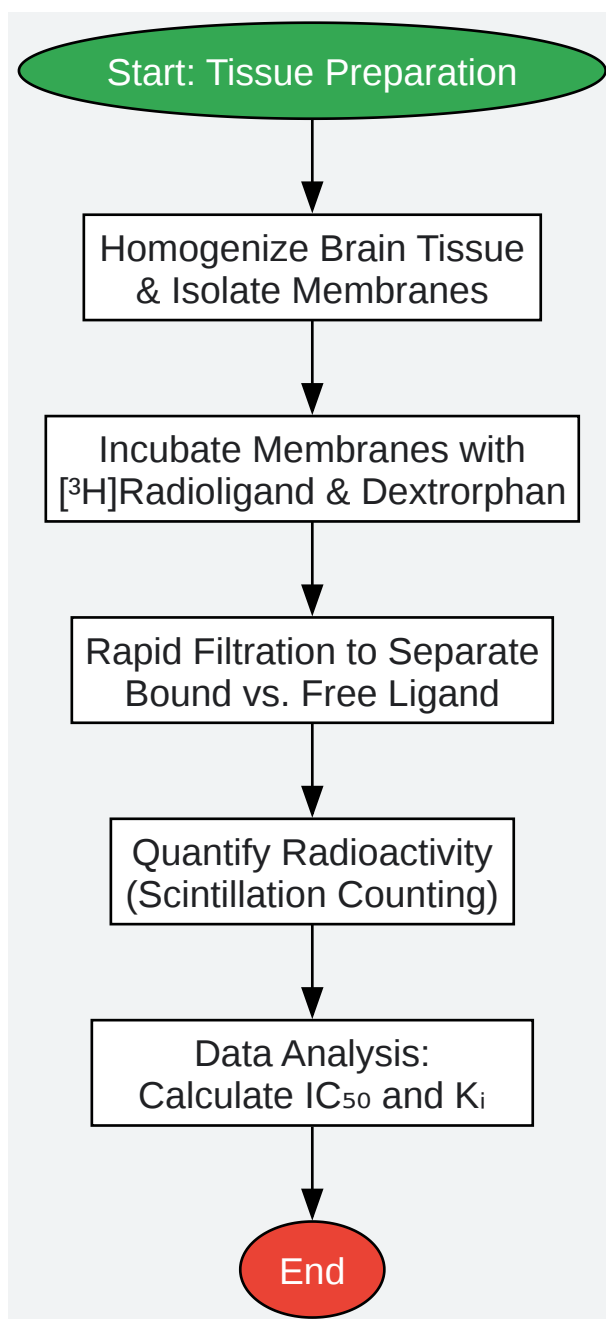 Start: Tissue Preparation
Homogenize Brain Tissue
& Isolate Membranes
Incubate Membranes with
[³H]Radioligand & Dextrorphan
Rapid Filtration to Separate
Bound vs. Free Ligand
Quantify Radioactivity
(Scintillation Counting)
Data Analysis:
Calculate IC₅₀ and Kᵢ
End